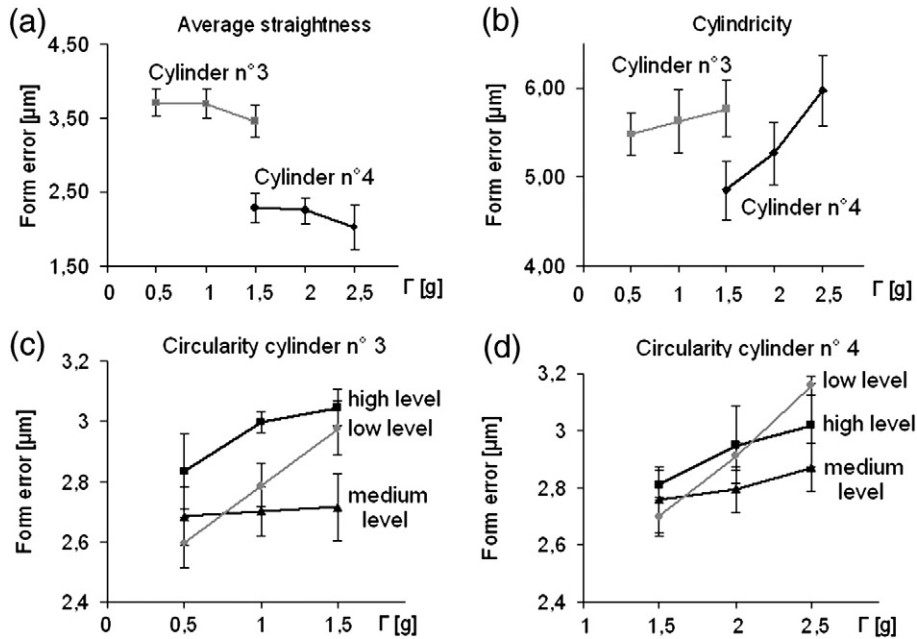 (a) Average straightness
Form error [µm]
4,50
3,50
2,50
1,50
Cylinder n°3
Cylinder n°4
0 0,5 1 1,5 2 2,5 Γ [g]
(b) Cylindricity
Form error [µm]
6,00
5,00
4,00
Cylinder n°3
Cylinder n°4
0 0,5 1 1,5 2 2,5 Γ [g]
(c) Circularity cylinder n° 3
Form error [µm]
3,2
3
2,8
2,6
2,4
high level
low level
medium
level
0 0,5 1 1,5 Γ [g]
(d) Circularity cylinder n° 4
Form error [µm]
3,2
3
2,8
2,6
2,4
low level
high level
medium
level
1 1,5 2 2,5 Γ [g]